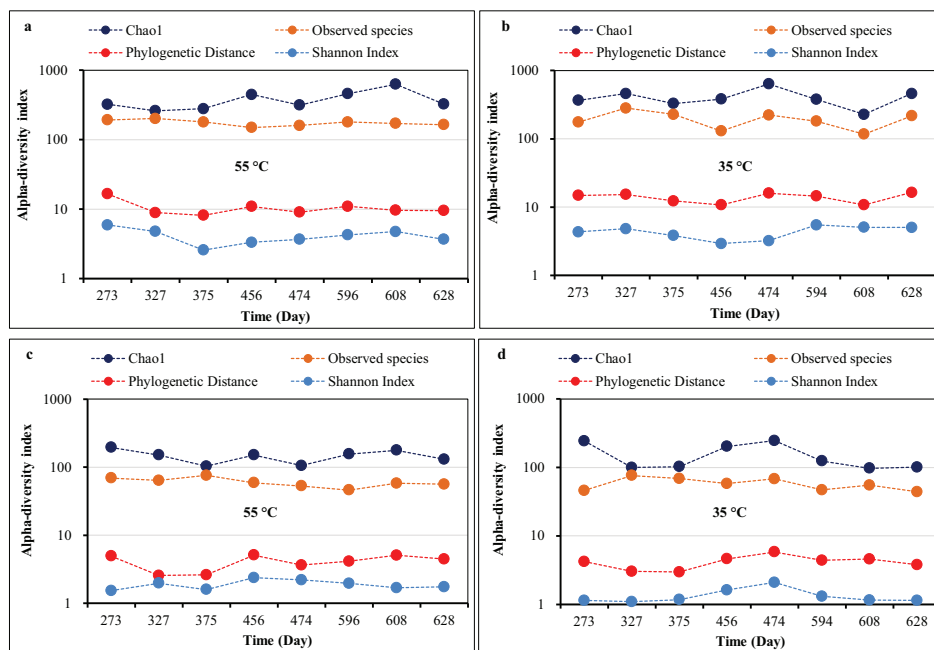 a
Chao1
Observed species
Phylogenetic Distance
Shannon Index
Alpha-diversity index
1000
100
10
1
55 °C
273 327 375 456 474 596 608 628
Time (Day)
b
Chao1
Observed species
Phylogenetic Distance
Shannon Index
Alpha-diversity index
1000
100
10
1
35 °C
273 327 375 456 474 594 608 628
Time (Day)
c
Chao1
Observed species
Phylogenetic Distance
Shannon Index
Alpha-diversity index
1000
100
10
1
55 °C
273 327 375 456 474 596 608 628
Time (Day)
d
Chao1
Observed species
Phylogenetic Distance
Shannon Index
Alpha-diversity index
1000
100
10
1
35 °C
273 327 375 456 474 594 608 628
Time (Day)